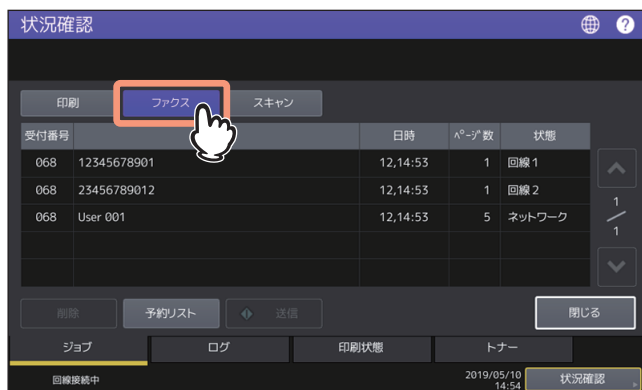 状況確認
?
印刷 ファクス スキャン
受付番号 日時 ページ数 状態
068 12345678901 12,14:53 1 回線1
068 23456789012 12,14:53 1 回線2
068 User 001 12,14:53 5 ネットワーク
1
1
削除 予約リスト 送信 閉じる
ジョブ ログ 印刷状態 トナー
回線接続中 2019/05/10
14:54 状況確認